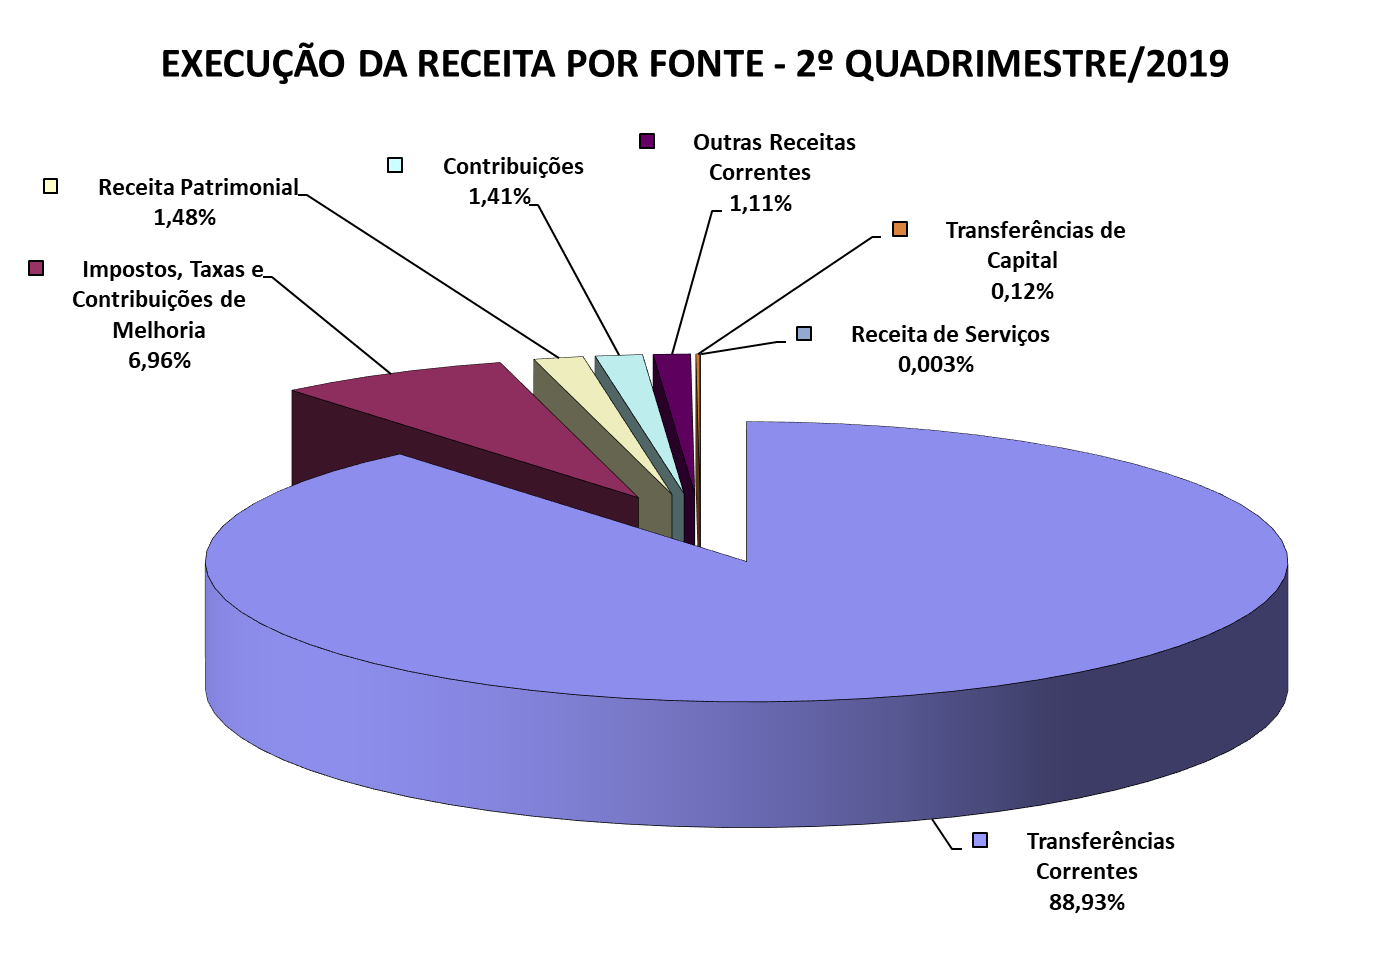 EXECUÇÃO DA RECEITA POR FONTE - 2º QUADRIMESTRE/2019
Outras Receitas
Correntes
1,11%
Contribuições
1,41%
Receita Patrimonial
1,48%
Transferências de
Capital
0,12%
Impostos, Taxas e
Contribuições de
Melhoria
6,96%
Receita de Serviços
0,003%
Transferências
Correntes
88,93%